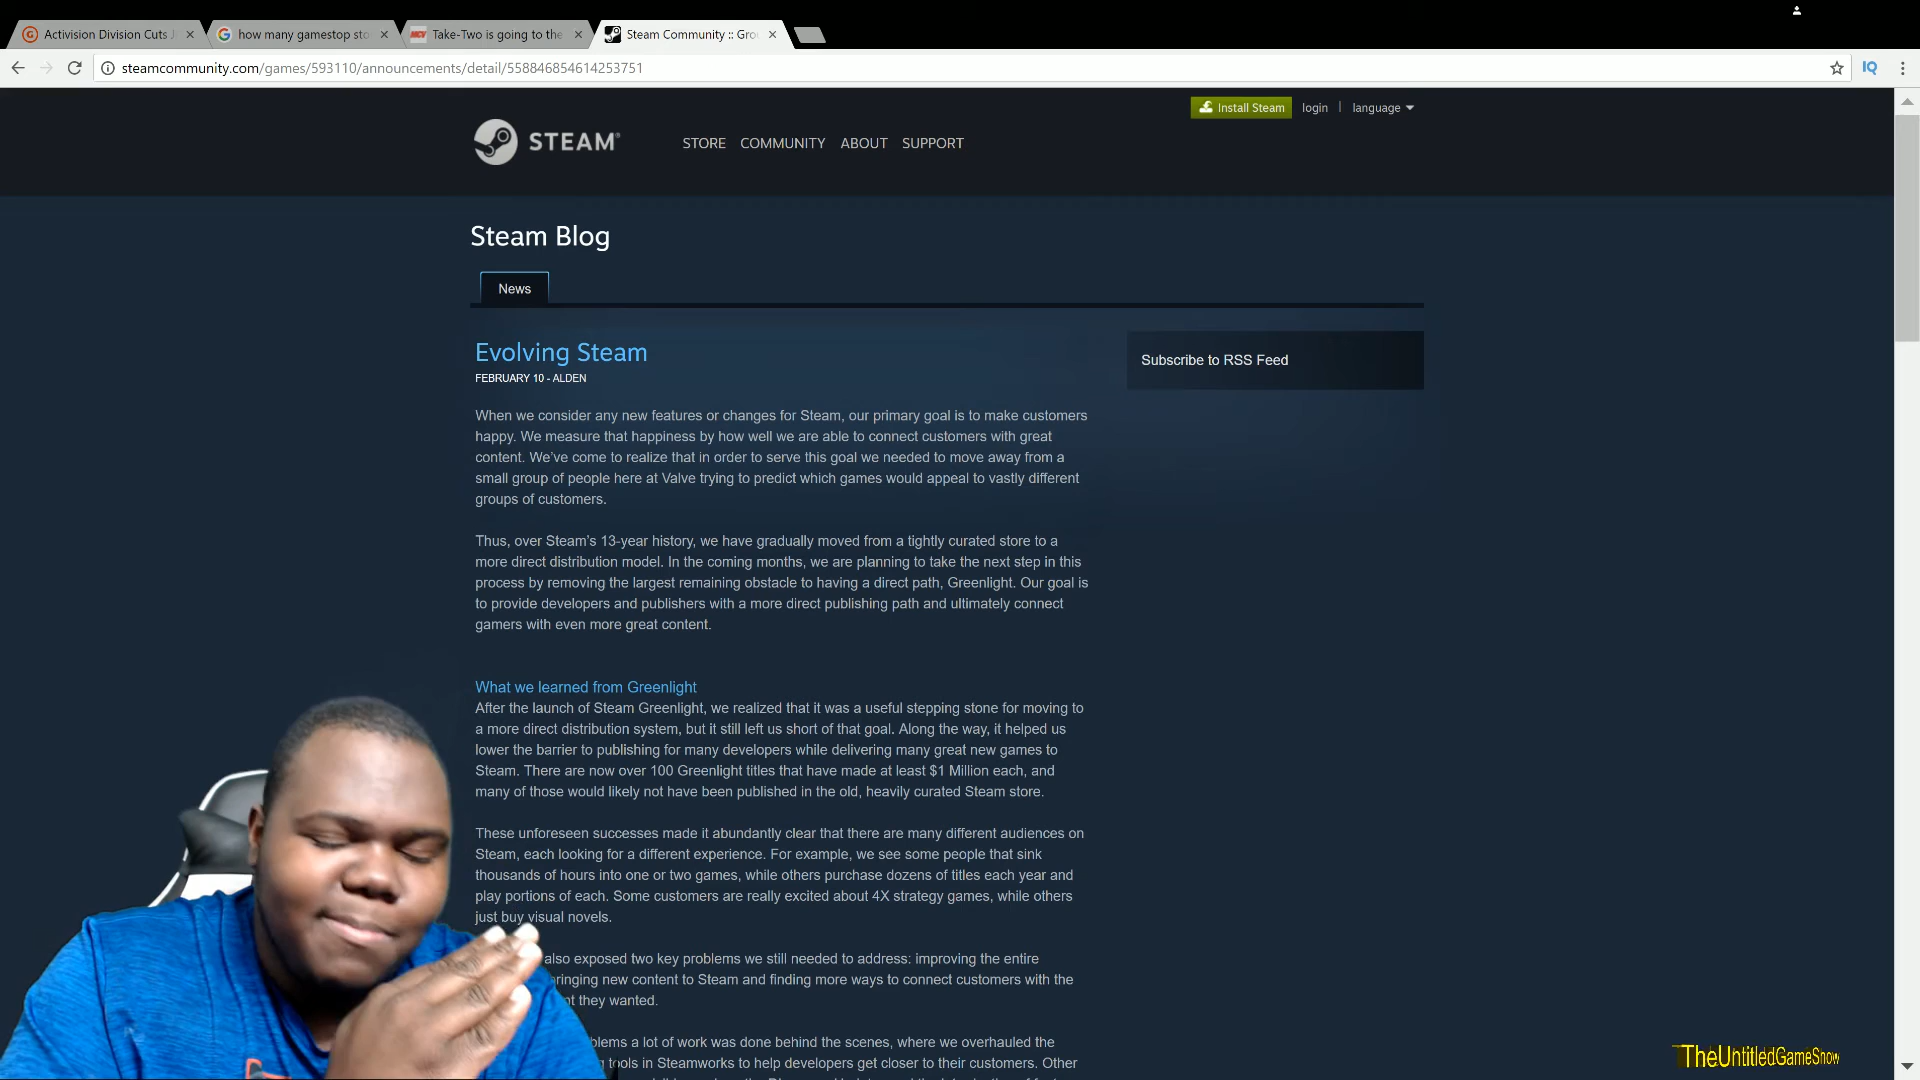 Activision Division Cuts J
how many gamestop sto
MCV Take-Two is going to the
Steam Community :: Gro
steamcommunity.com/games/593110/announcements/detail/558846854614253751
IQ
Install Steam login | language
STEAM®
STORE COMMUNITY ABOUT SUPPORT
Steam Blog
News
Evolving Steam
FEBRUARY 10 - ALDEN
Subscribe to RSS Feed
When we consider any new features or changes for Steam, our primary goal is to make customers
happy. We measure that happiness by how well we are able to connect customers with great
content. We've come to realize that in order to serve this goal we needed to move away from a
small group of people here at Valve trying to predict which games would appeal to vastly different
groups of customers.
Thus, over Steam's 13-year history, we have gradually moved from a tightly curated store to a
more direct distribution model. In the coming months, we are planning to take the next step in this
process by removing the largest remaining obstacle to having a direct path, Greenlight. Our goal is
to provide developers and publishers with a more direct publishing path and ultimately connect
gamers with even more great content.
What we learned from Greenlight
After the launch of Steam Greenlight, we realized that it was a useful stepping stone for moving to
a more direct distribution system, but it still left us short of that goal. Along the way, it helped us
lower the barrier to publishing for many developers while delivering many great new games to
Steam. There are now over 100 Greenlight titles that have made at least $1 Million each, and
many of those would likely not have been published in the old, heavily curated Steam store.
These unforeseen successes made it abundantly clear that there are many different audiences on
Steam, each looking for a different experience. For example, we see some people that sink
thousands of hours into one or two games, while others purchase dozens of titles each year and
play portions of each. Some customers are really excited about 4X strategy games, while others
just buy visual novels.
also exposed two key problems we still needed to address: improving the entire
bringing new content to Steam and finding more ways to connect customers with the
they wanted.
blems a lot of work was done behind the scenes, where we overhauled the
tools in Steamworks to help developers get closer to their customers. Other
TheUntitledGameShow